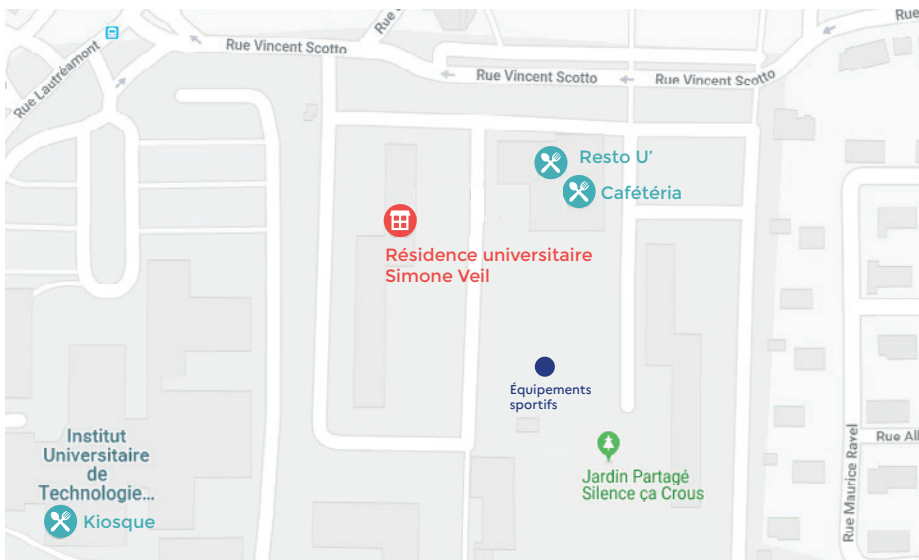 Rue
Rue Vincent Scotto
Rue Lautréamont
Rue Vincent Scotto
Rue Vincent Scotto
Resto U'
Cafétéria
Résidence universitaire
Simone Veil
Équipements
sportifs
Institut
Universitaire
de
Technologie...
Kiosque
Jardin Partagé
Silence ça Crous
Rue Maurice Ravel
Rue All